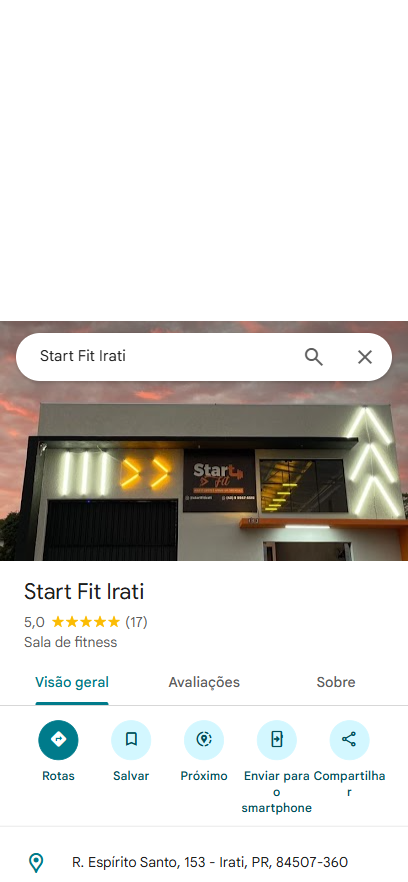 Start Fit Irati
Start
Fit
Start Fit Irati
5,0 (17)
Sala de fitness
Visão geral Avaliações Sobre
Rotas Salvar Próximo Enviar para o smartphone Compartilhar
R. Espírito Santo, 153 - Irati, PR, 84507-360